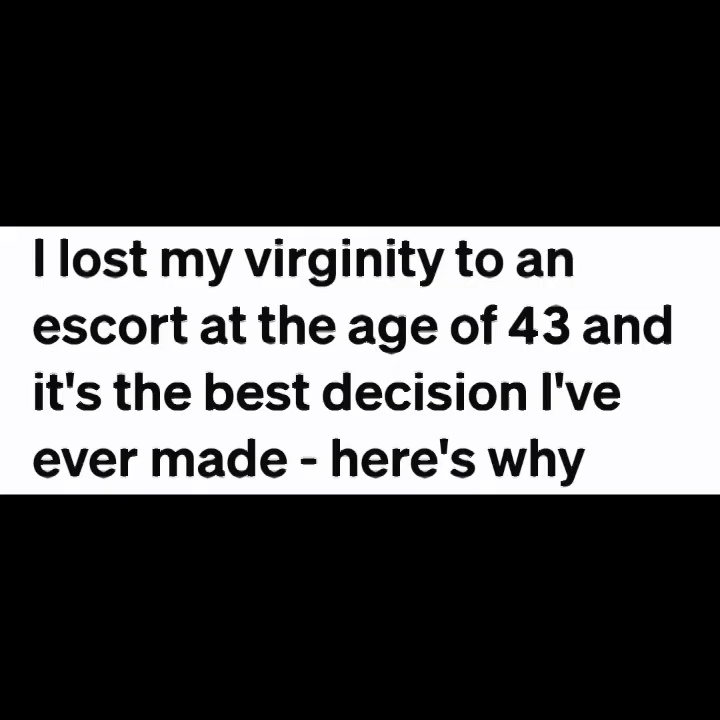 I lost my virginity to an
escort at the age of 43 and
it's the best decision I've
ever made - here's why